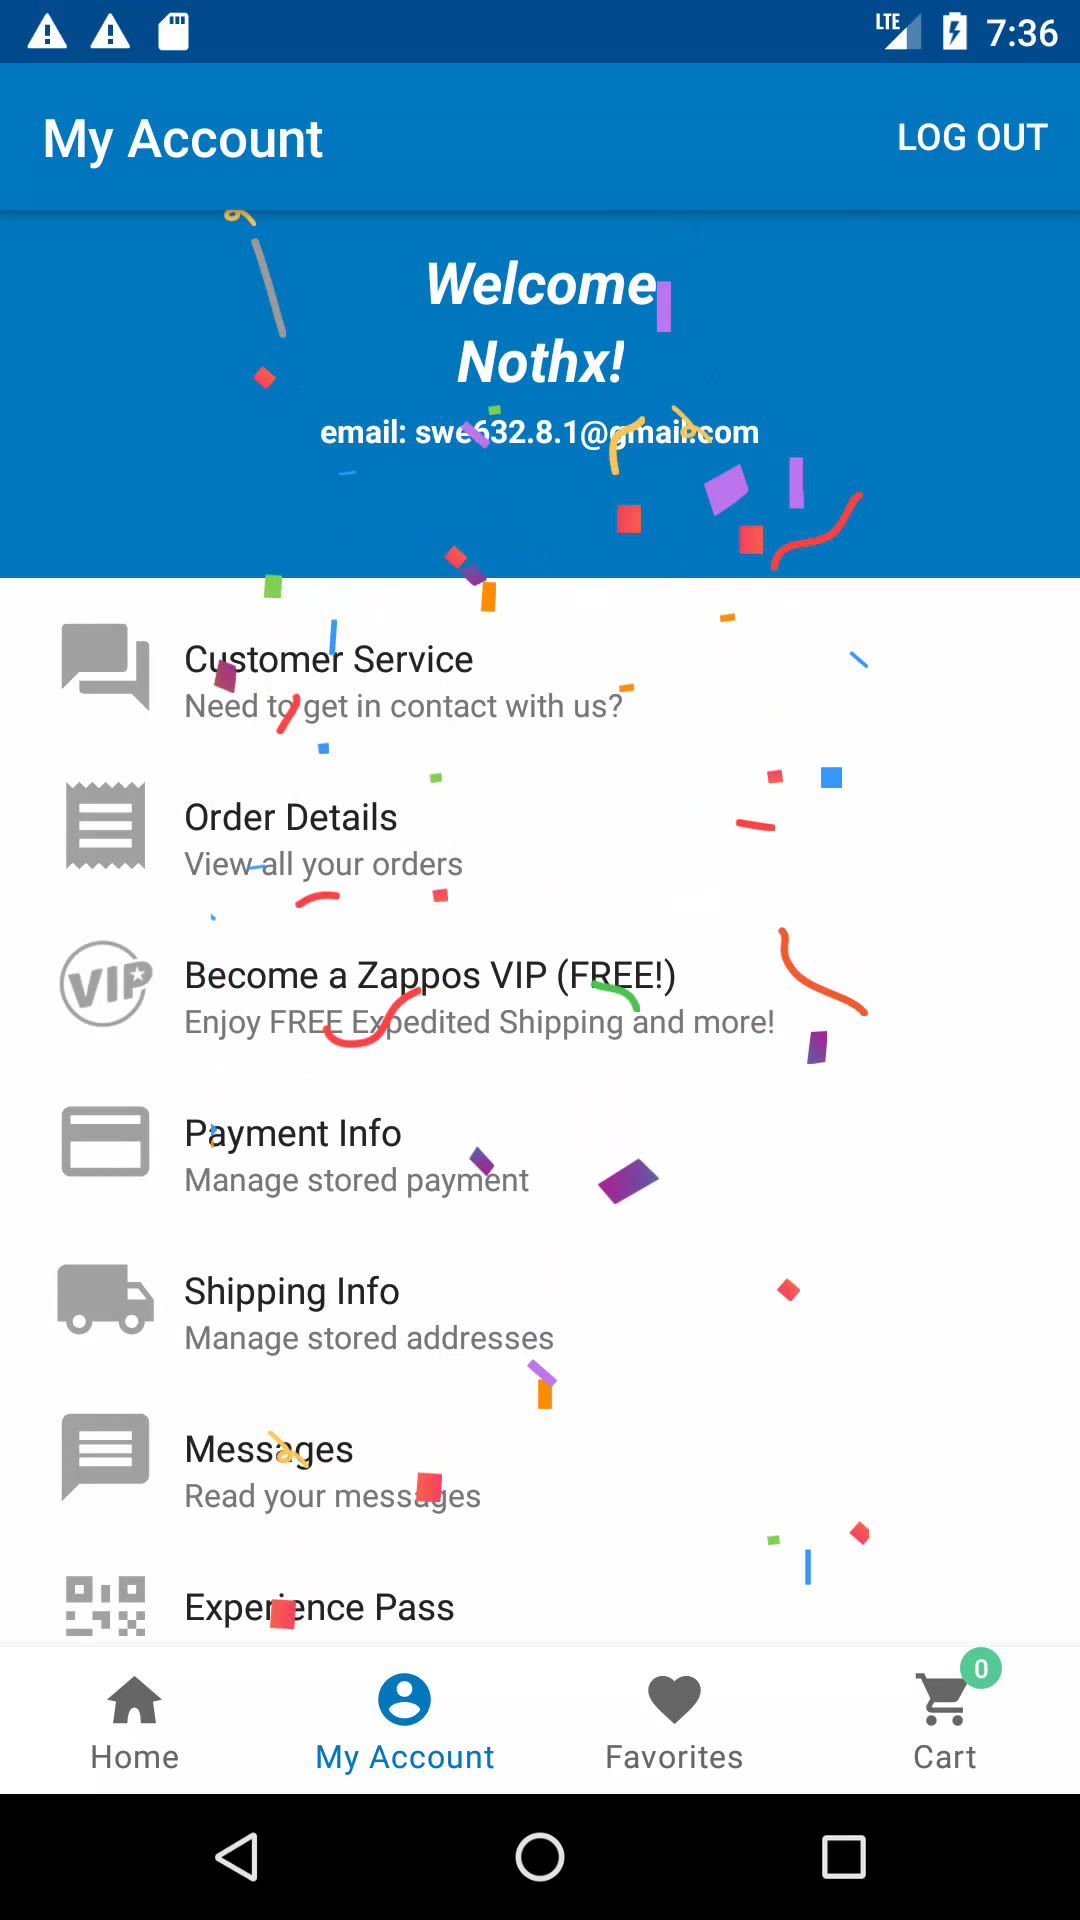 LTE 7:36
My Account LOG OUT
Welcome
Nothx!
email: swe632.8.1@gmail.com
Customer Service
Need to get in contact with us?
Order Details
View all your orders
VIP
Become a Zappos VIP (FREE!)
Enjoy FREE Expedited Shipping and more!
Payment Info
Manage stored payment
Shipping Info
Manage stored addresses
Messages
Read your messages
Experience Pass
0
Home My Account Favorites Cart